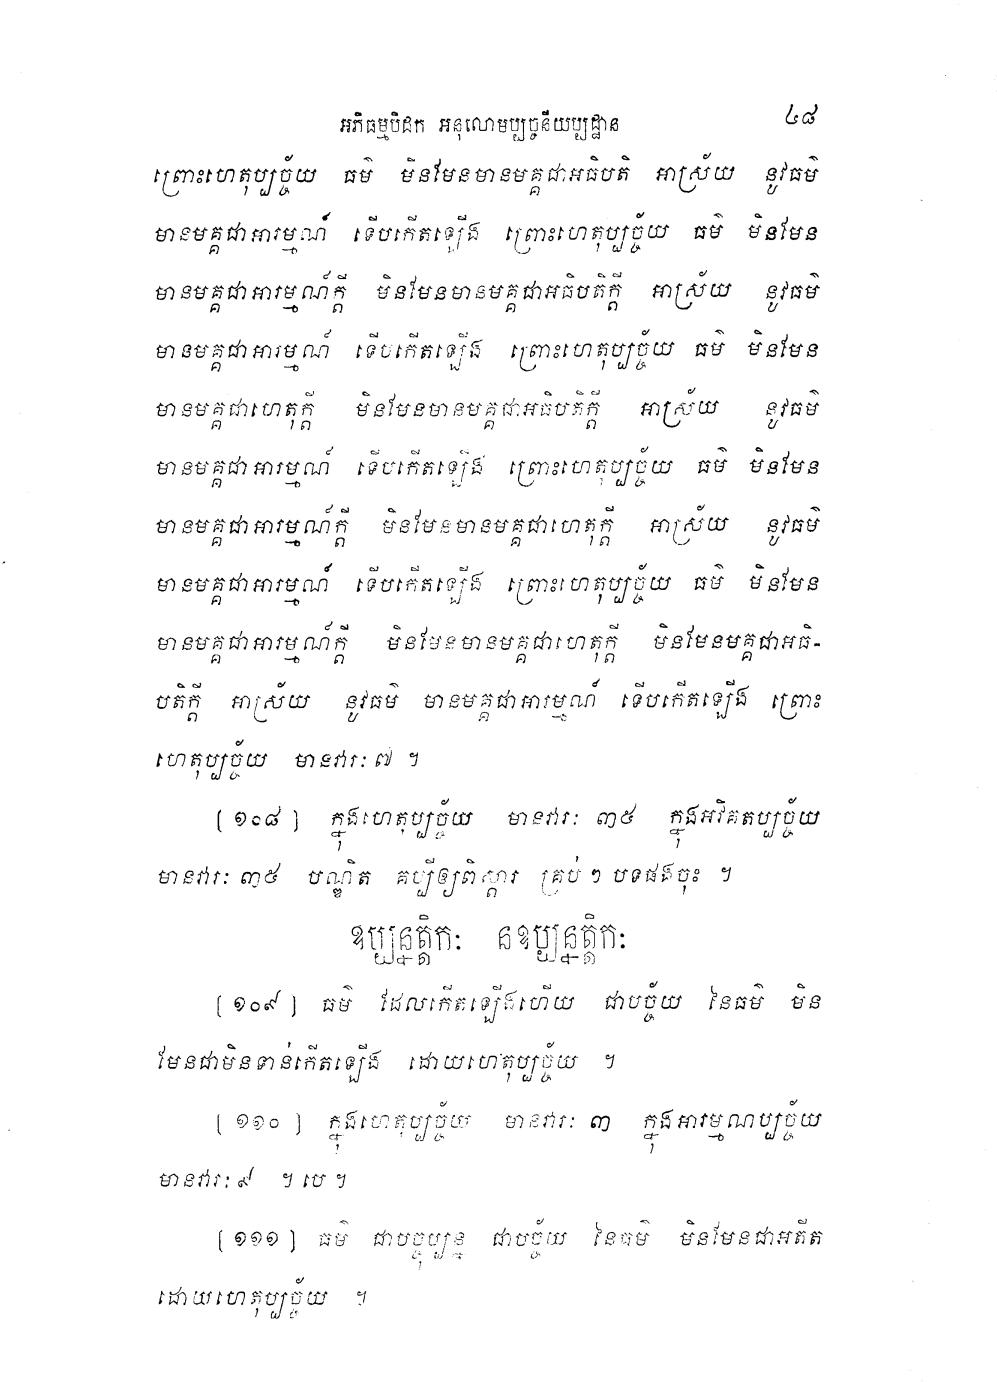 អភិធម្មបិដក អនុលោមប្បច្ចនីយប្បដ្ឋាន ៤៨
ព្រោះហេតុប្បច្ច័យ ធម៌ មិនមែនមានមគ្គជាអធិបតិ អាស្រ័យ នូវធម៌
មានមគ្គជាអារម្មណ៍ ទើបកើតឡើង ព្រោះហេតុប្បច្ច័យ ធម៌ មិនមែន
មានមគ្គជាអារម្មណ៍ក្តី មិនមែនមានមគ្គជាអធិបតិក្តី អាស្រ័យ នូវធម៌
មានមគ្គជាអារម្មណ៍ ទើបកើតឡើង ព្រោះហេតុប្បច្ច័យ ធម៌ មិនមែន
មានមគ្គជាហេតុក្តី មិនមែនមានមគ្គជាអធិបតិក្តី អាស្រ័យ នូវធម៌
មានមគ្គជាអារម្មណ៍ ទើបកើតឡើង ព្រោះហេតុប្បច្ច័យ ធម៌ មិនមែន
មានមគ្គជាអារម្មណ៍ក្តី មិនមែនមានមគ្គជាហេតុក្តី អាស្រ័យ នូវធម៌
មានមគ្គជាអារម្មណ៍ ទើបកើតឡើង ព្រោះហេតុប្បច្ច័យ ធម៌ មិនមែន
មានមគ្គជាអារម្មណ៍ក្តី មិនមែនមានមគ្គជាហេតុក្តី មិនមែនមគ្គជាអធិ-
បតិក្តី អាស្រ័យ នូវធម៌ មានមគ្គជាអារម្មណ៍ ទើបកើតឡើង ព្រោះ
ហេតុប្បច្ច័យ មានវារៈ ៧ ។
[១០៨] ក្នុងហេតុប្បច្ច័យ មានវារៈ ៣៥ ក្នុងអវិគតប្បច្ច័យ
មានវារៈ ៣៥ បណ្ឌិត គប្បីឲ្យពិស្តារ គ្រប់ៗ បទផងចុះ ។
ឧប្បន្នត្តិកៈ នឧប្បន្នត្តិកៈ
[១០៩] ធម៌ ដែលកើតឡើងហើយ ជាបច្ច័យ នៃធម៌ មិន
មែនជាមិនទាន់កើតឡើង ដោយហេតុប្បច្ច័យ ។
[១១០] ក្នុងហេតុប្បច្ច័យ មានវារៈ ៣ ក្នុងអារម្មណប្បច្ច័យ
មានវារៈ ៩ ។ បេ ។
[១១១] ធម៌ ជាបច្ចុប្បន្ន ជាបច្ច័យ នៃធម៌ មិនមែនជាអតីត
ដោយហេតុប្បច្ច័យ ។